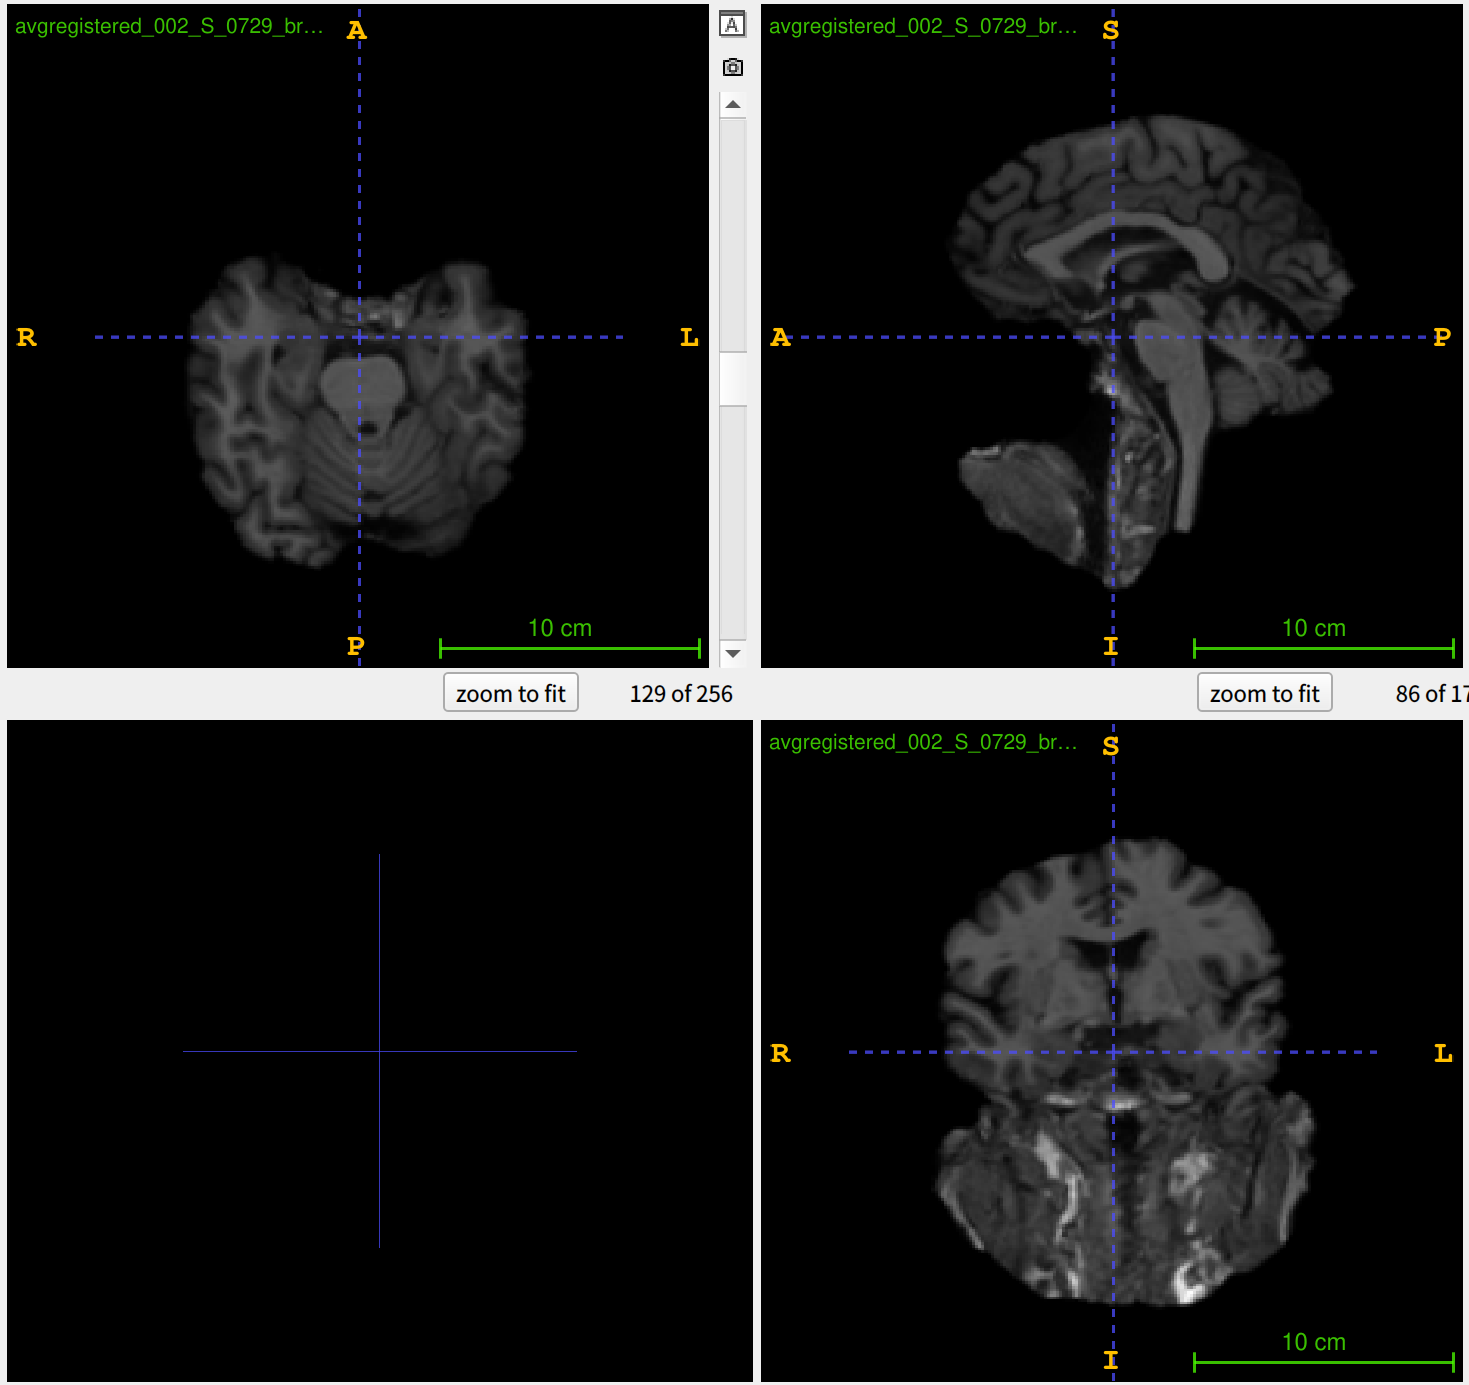 avgregistered_002_S_0729_br...
A
R
L
P
10 cm
zoom to fit
129 of 256
A
avgregistered_002_S_0729_br...
S
A
P
I
10 cm
zoom to fit
86 of 17
avgregistered_002_S_0729_br...
S
R
L
I
10 cm